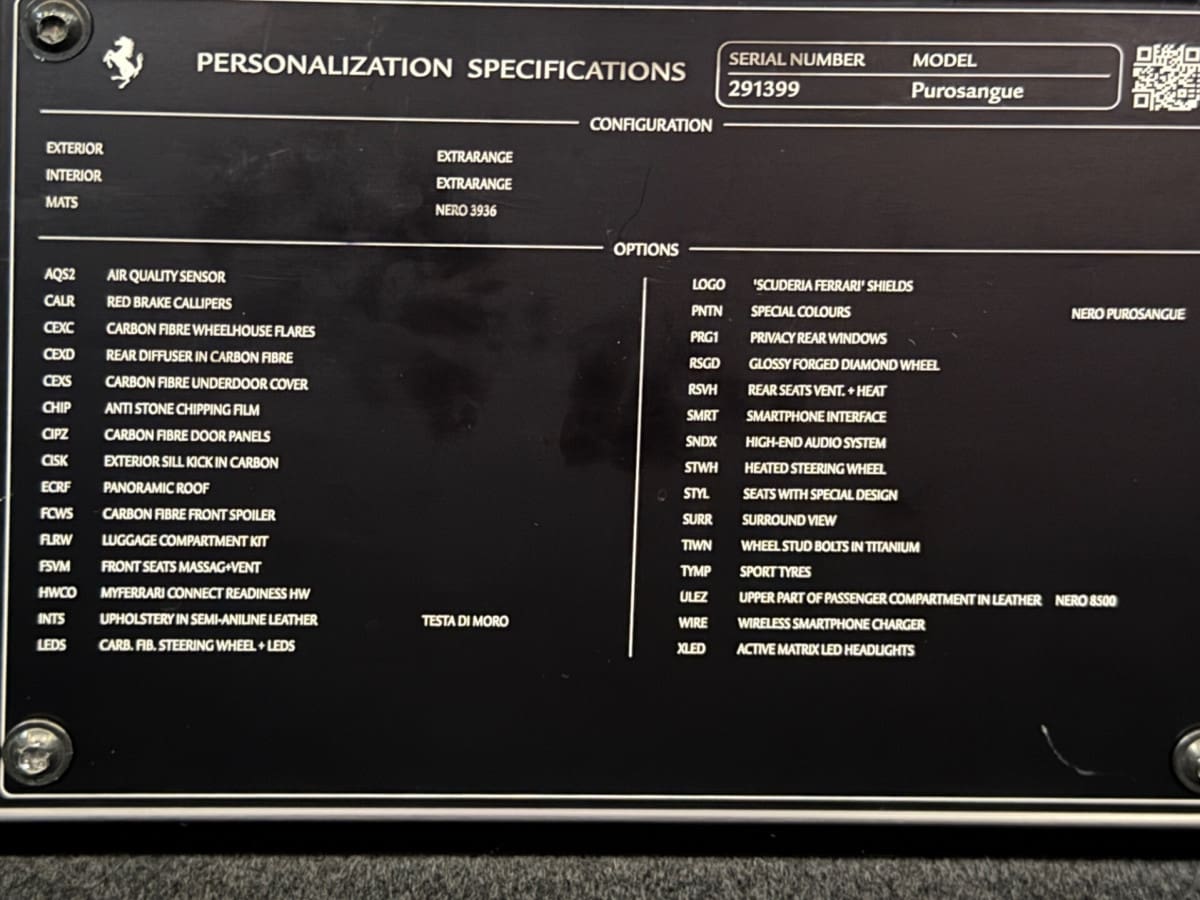 PERSONALIZATION SPECIFICATIONS
SERIAL NUMBER MODEL
291399 Purosangue
CONFIGURATION
EXTERIOR EXTRARANGE
INTERIOR EXTRARANGE
MATS NERO 3936
OPTIONS
AQS2 AIR QUALITY SENSOR
CALR RED BRAKE CALLIPERS
CEXC CARBON FIBRE WHEELHOUSE FLARES
CEXD REAR DIFFUSER IN CARBON FIBRE
CEXS CARBON FIBRE UNDERDOOR COVER
CHIP ANTI STONE CHIPPING FILM
CIPZ CARBON FIBRE DOOR PANELS
CISK EXTERIOR SILL KICK IN CARBON
ECRF PANORAMIC ROOF
FCWS CARBON FIBRE FRONT SPOILER
FLRW LUGGAGE COMPARTMENT KIT
FSVM FRONT SEATS MASSAG+VENT
HWCO MYFERRARI CONNECT READINESS HW
INTS UPHOLSTERY IN SEMI-ANILINE LEATHER TESTA DI MORO
LEDS CARB. FIB. STEERING WHEEL + LEDS
LOGO 'SCUDERIA FERRARI' SHIELDS
PNTN SPECIAL COLOURS NERO PUROSANGUE
PRG1 PRIVACY REAR WINDOWS
RSGD GLOSSY FORGED DIAMOND WHEEL
RSVH REAR SEATS VENT. + HEAT
SMRT SMARTPHONE INTERFACE
SNDX HIGH-END AUDIO SYSTEM
STWH HEATED STEERING WHEEL
STYL SEATS WITH SPECIAL DESIGN
SURR SURROUND VIEW
TIWN WHEEL STUD BOLTS IN TITANIUM
TYMP SPORT TYRES
ULEZ UPPER PART OF PASSENGER COMPARTMENT IN LEATHER NERO 8500
WIRE WIRELESS SMARTPHONE CHARGER
XLED ACTIVE MATRIX LED HEADLIGHTS